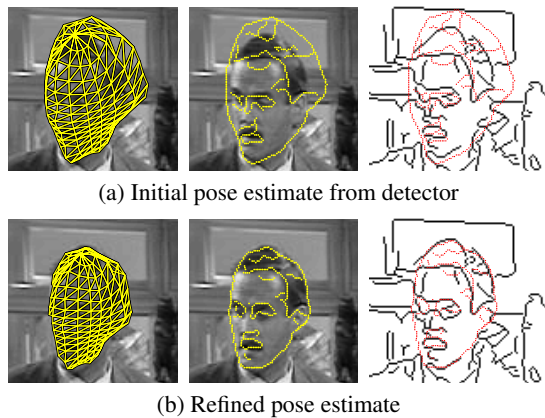 (a) Initial pose estimate from detector
(b) Refined pose estimate